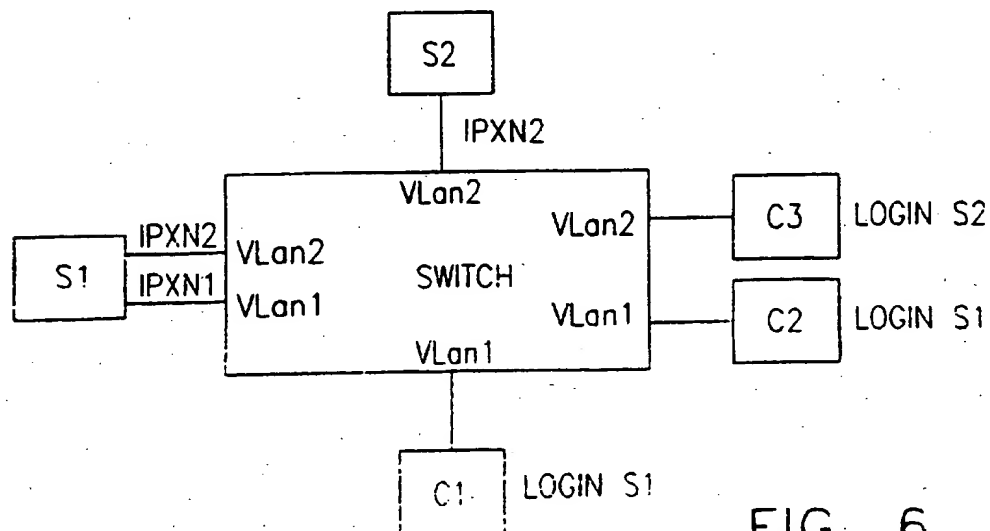 S2
IPXN2
VLan2
VLan2
C3
LOGIN S2
IPXN2
VLan2
S1
SWITCH
IPXN1
VLan1
VLan1
C2
LOGIN S1
VLan1
C1
LOGIN S1
FIG. 6